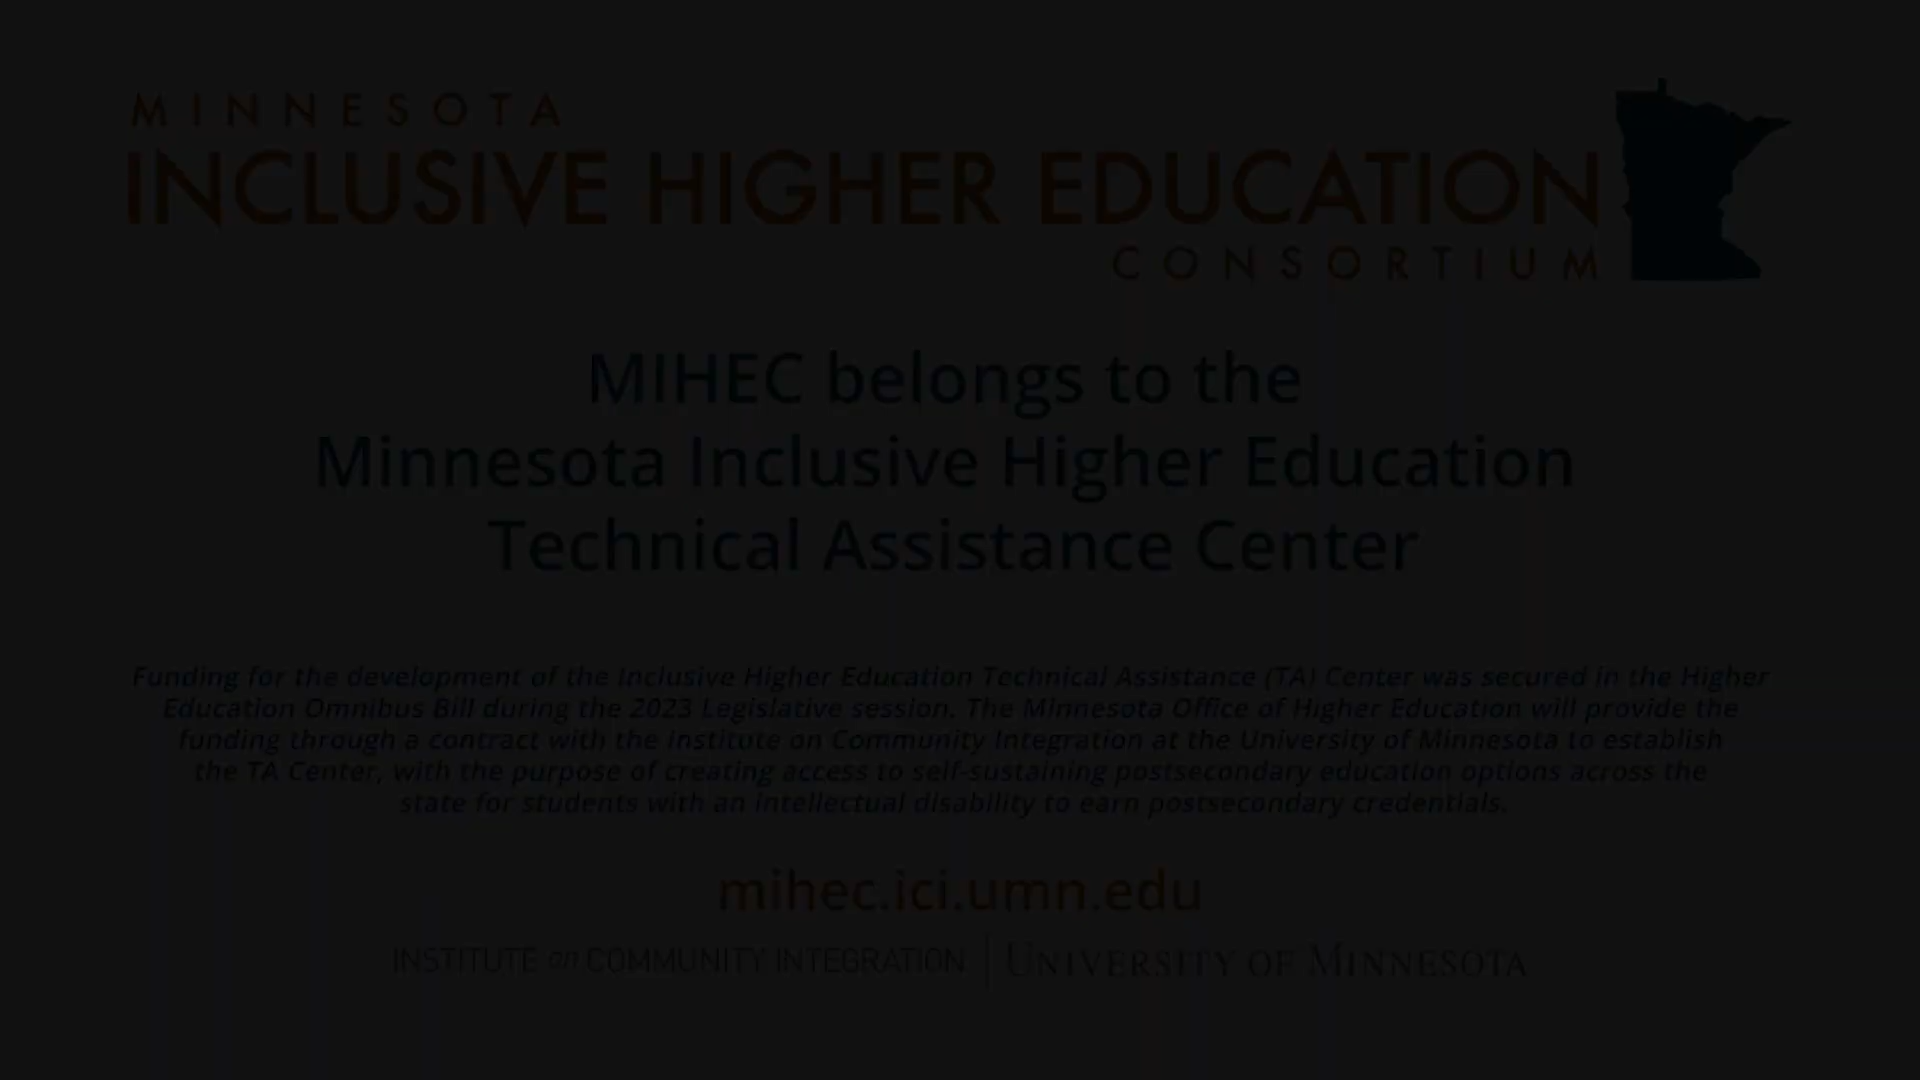 MINNESOTA
INCLUSIVE HIGHER EDUCATION
CONSORTIUM
MIHEC belongs to the
Minnesota Inclusive Higher Education
Technical Assistance Center
Funding for the development of the Inclusive Higher Education Technical Assistance (TA) Center was secured in the Higher
Education Omnibus Bill during the 2023 Legislative session. The Minnesota Office of Higher Education will provide the
funding through a contract with the Institute on Community Integration at the University of Minnesota to establish
the TA Center, with the purpose of creating access to self-sustaining postsecondary education options across the
state for students with an intellectual disability to earn postsecondary credentials.
mihec.ici.umn.edu
INSTITUTE on COMMUNITY INTEGRATION | UNIVERSITY OF MINNESOTA